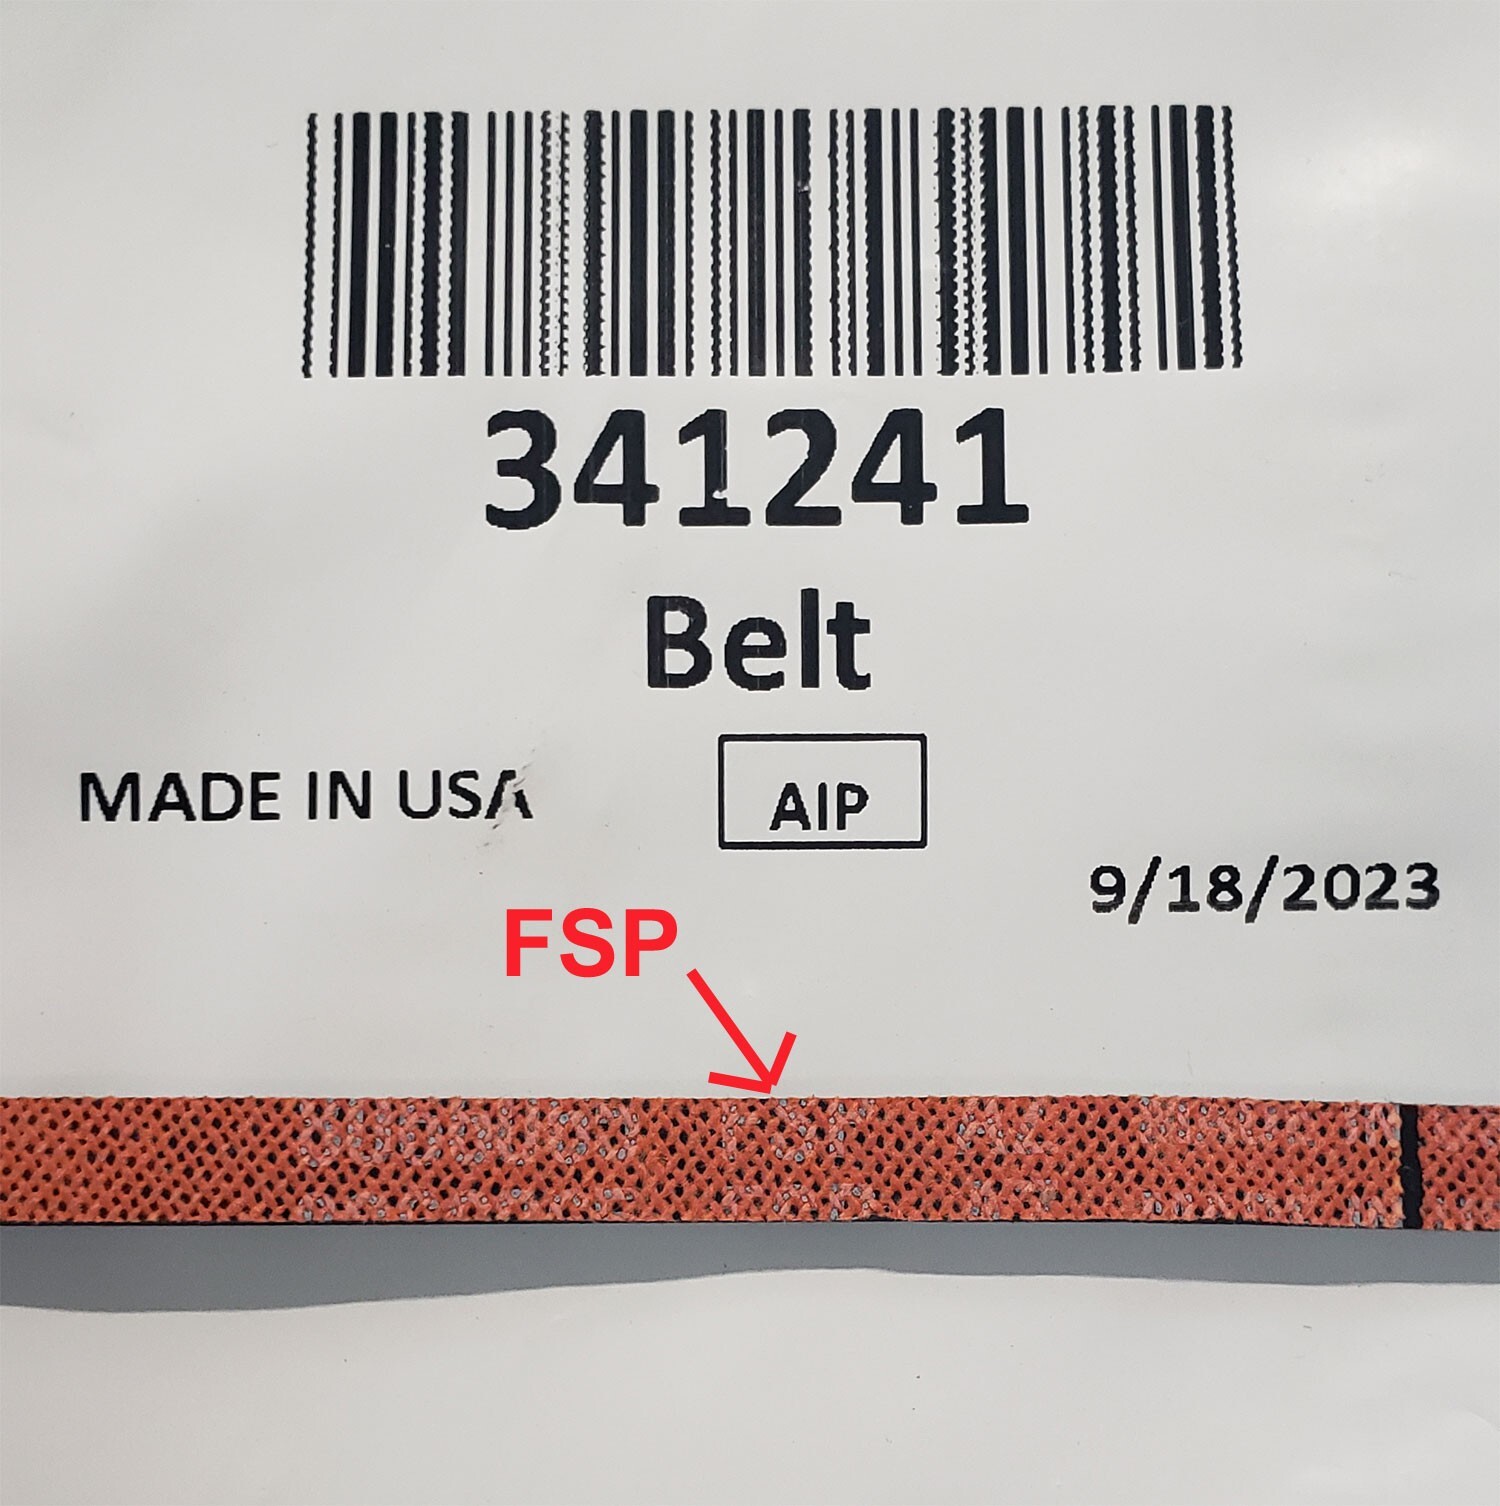 341241
Belt
MADE IN USA
AIP
9/18/2023
FSP